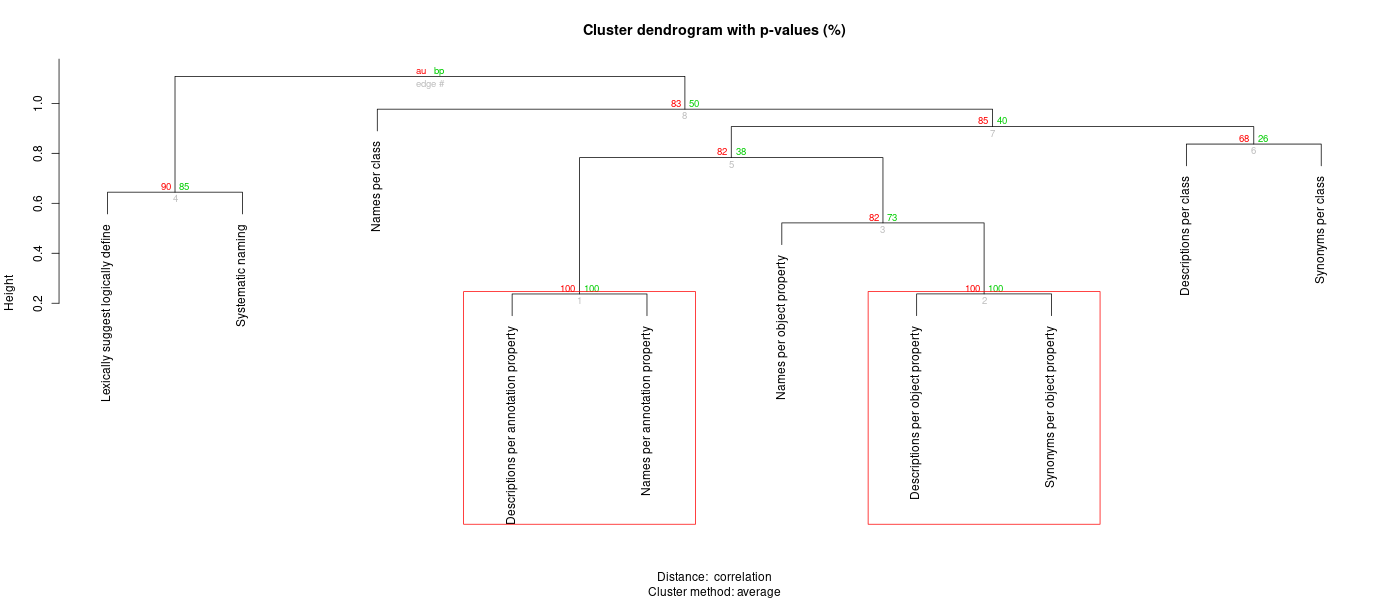 Cluster dendrogram with p-values (%)
au bp
edge #
83 50
8
85 40
7
82 38
5
68 26
6
90 85
4
82 73
3
100 100
1
100 100
2
Height
1.0
0.8
0.6
0.4
0.2
Lexically suggest logically define
Systematic naming
Names per class
Descriptions per annotation property
Names per annotation property
Names per object property
Descriptions per object property
Synonyms per object property
Descriptions per class
Synonyms per class
Distance: correlation
Cluster method: average